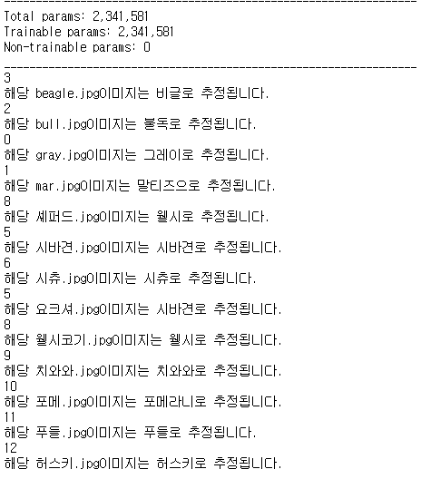 Total params: 2,341,581
Trainable params: 2,341,581
Non-trainable params: 0
3
해당 beagle.jpg이미지는 비글로 추정됩니다.
2
해당 bull.jpg이미지는 불독으로 추정됩니다.
0
해당 gray.jpg이미지는 그레이로 추정됩니다.
1
해당 mar.jpg이미지는 말티즈으로 추정됩니다.
8
해당 셰퍼드.jpg이미지는 웰시로 추정됩니다.
5
해당 시바견.jpg이미지는 시바견로 추정됩니다.
6
해당 시츄.jpg이미지는 시츄로 추정됩니다.
5
해당 요크셔.jpg이미지는 시바견로 추정됩니다.
8
해당 웰시코기.jpg이미지는 웰시로 추정됩니다.
9
해당 치와와.jpg이미지는 치와와로 추정됩니다.
10
해당 포메.jpg이미지는 포메라니로 추정됩니다.
11
해당 푸들.jpg이미지는 푸들로 추정됩니다.
12
해당 허스키.jpg이미지는 허스키로 추정됩니다.